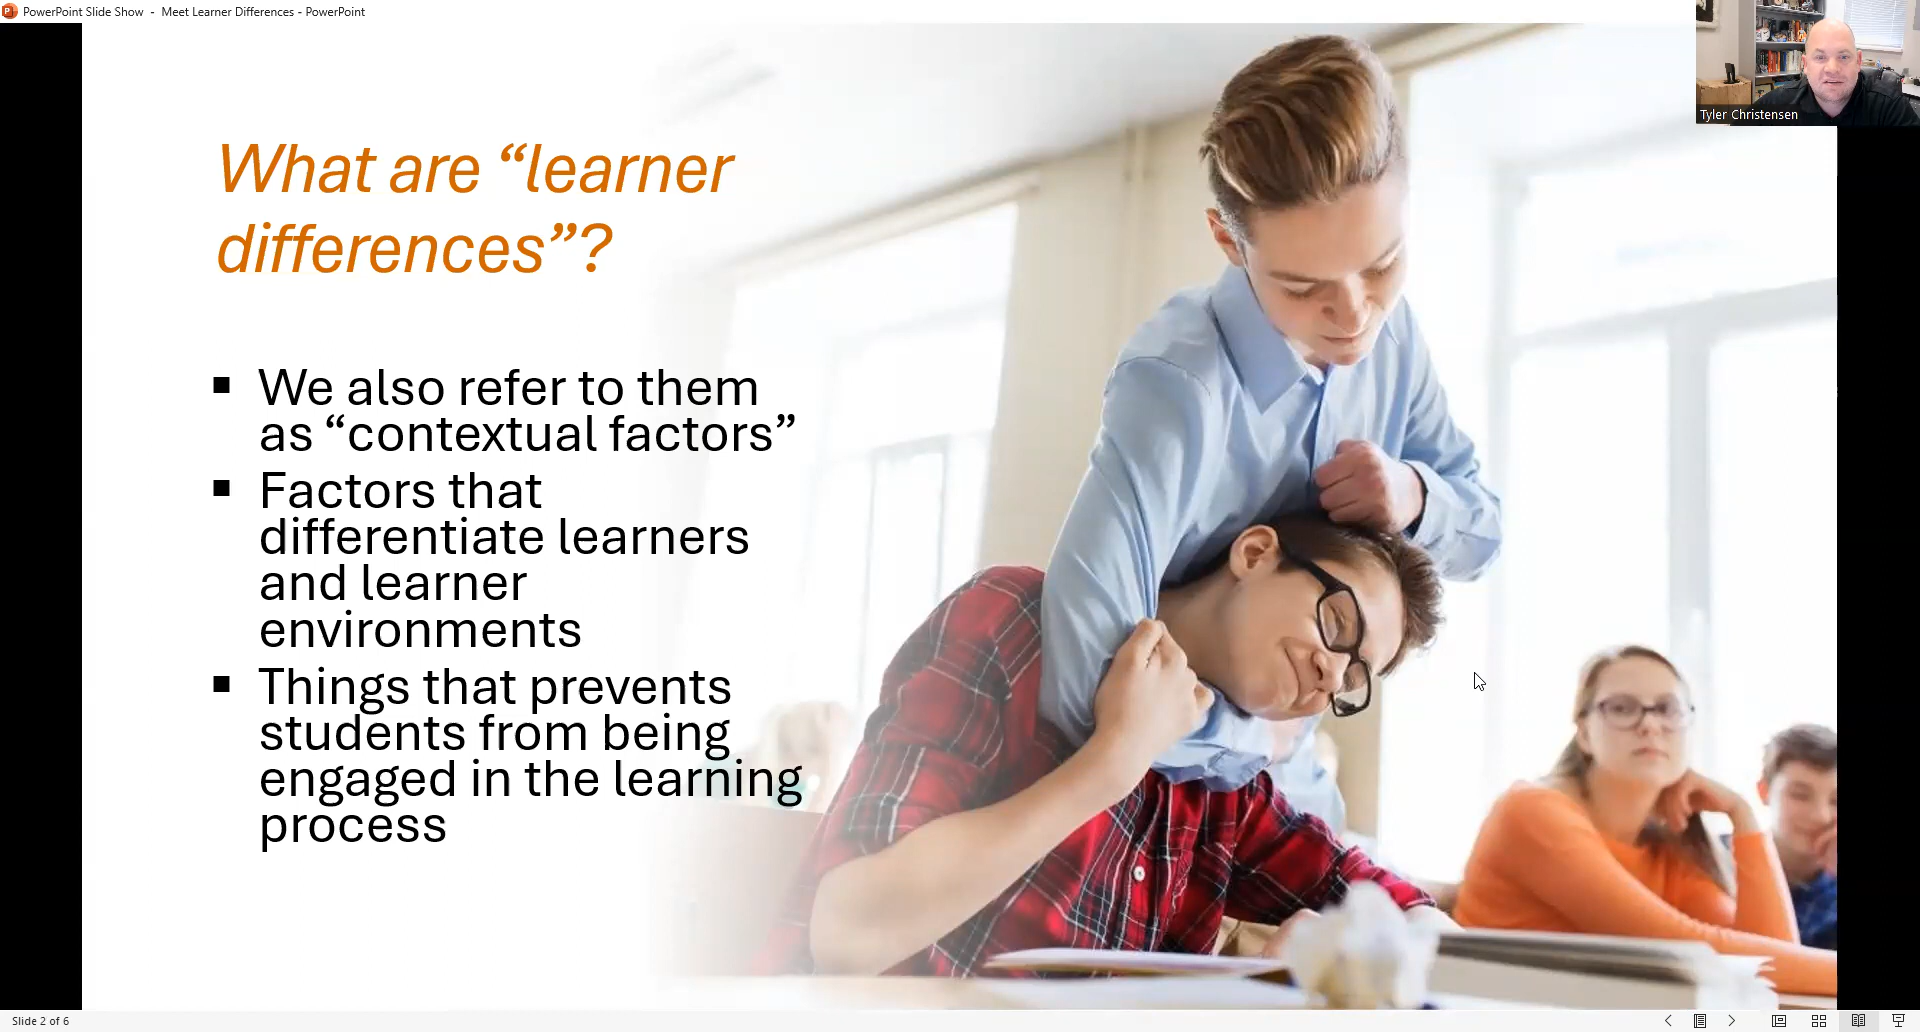 PowerPoint Slide Show - Meet Learner Differences - PowerPoint
Tyler Christensen
What are “learner
differences”?
▪ We also refer to them
as “contextual factors”
▪ Factors that
differentiate learners
and learner
environments
▪ Things that prevents
students from being
engaged in the learning
process
Slide 2 of 6